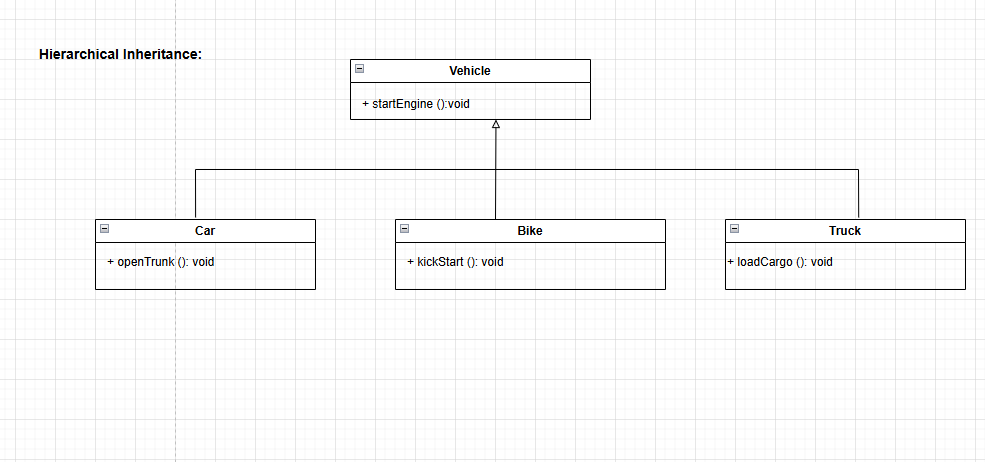 Hierarchical Inheritance:
Vehicle
+ startEngine ():void
Car
+ openTrunk (): void
Bike
+ kickStart (): void
Truck
+ loadCargo (): void